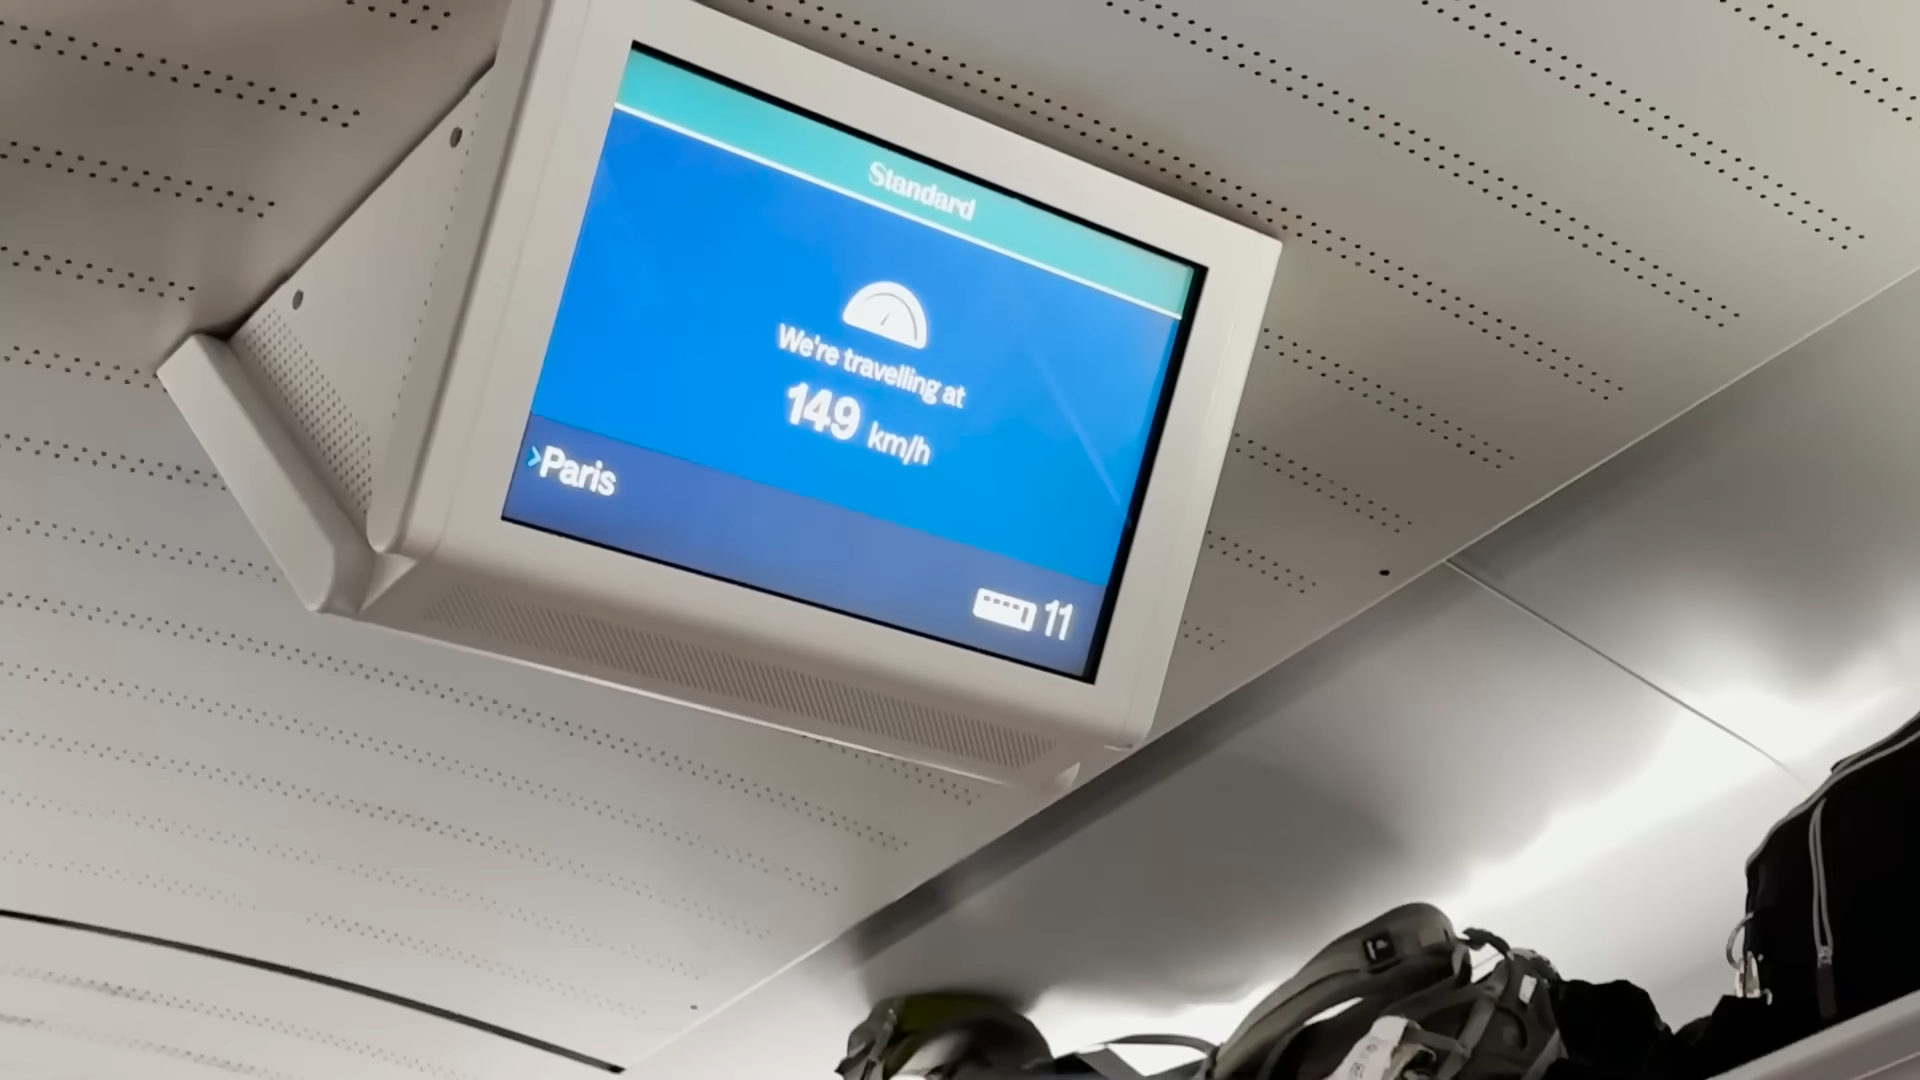 Standard
We're travelling at
149 km/h
>Paris
11